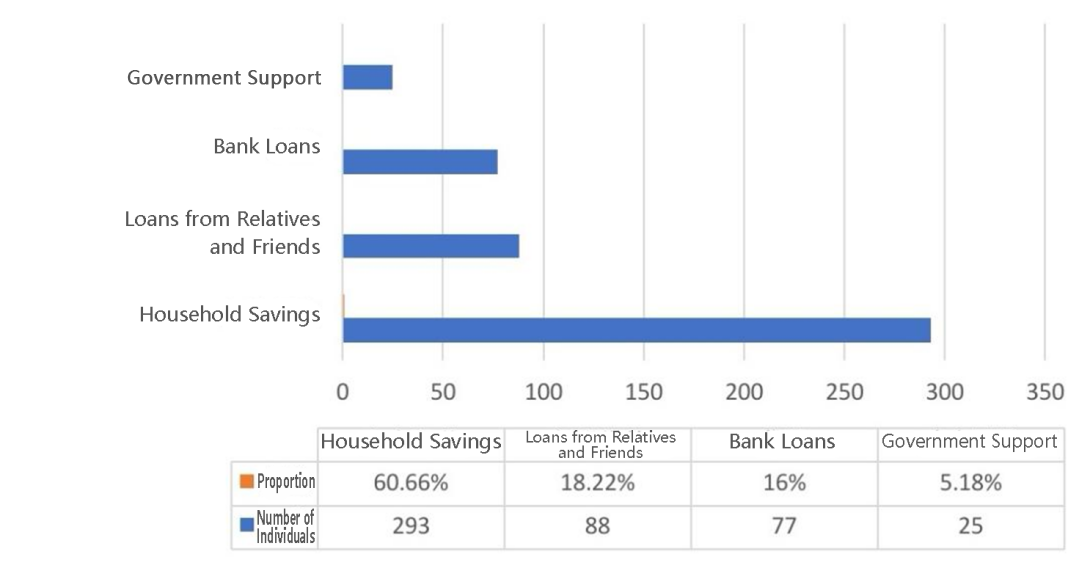 Government Support
Bank Loans
Loans from Relatives
and Friends
Household Savings
0 50 100 150 200 250 300 350
Household Savings Loans from Relatives and Friends Bank Loans Government Support
Proportion 60.66% 18.22% 16% 5.18%
Number of Individuals 293 88 77 25